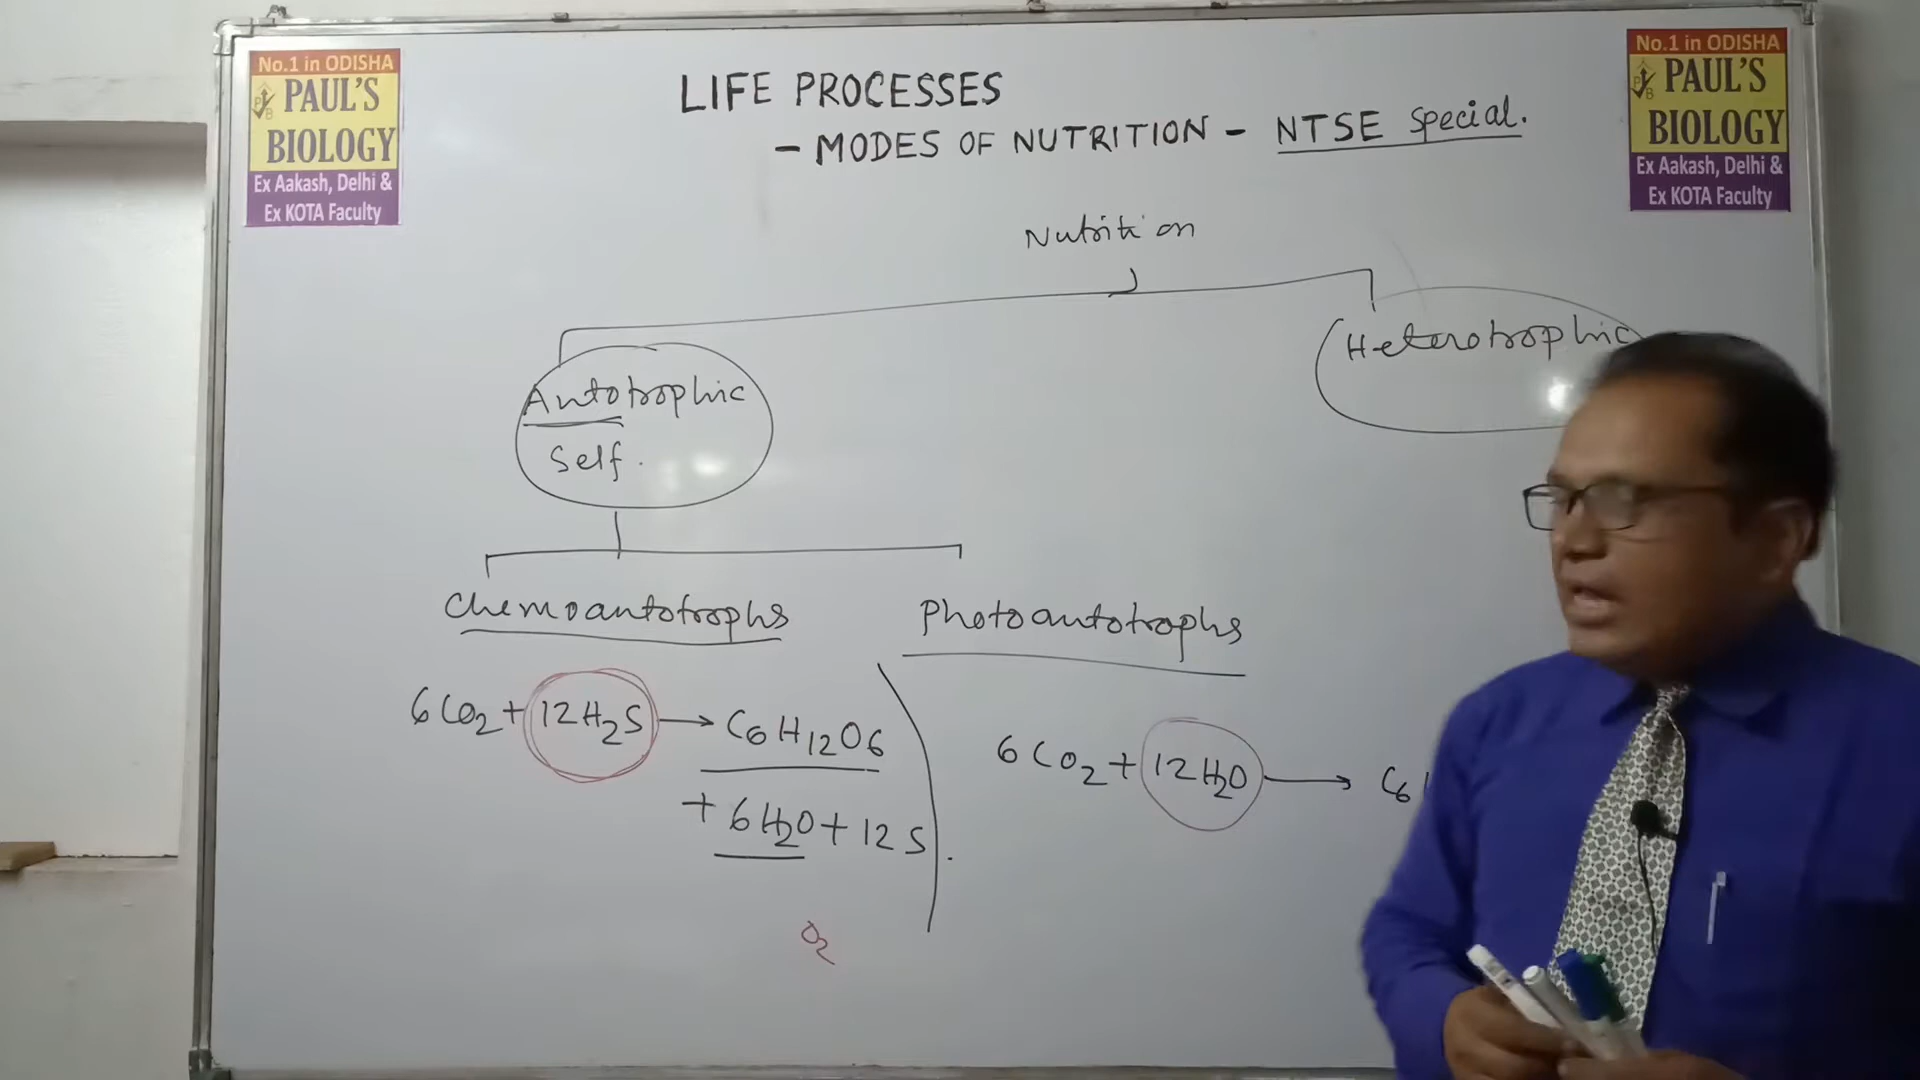 No.1 in ODISHA
PAUL'S
BIOLOGY
Ex Aakash, Delhi &
Ex KOTA Faculty
No.1 in ODISHA
PAUL'S
BIOLOGY
Ex Aakash, Delhi &
Ex KOTA Faculty
LIFE PROCESSES
- MODES OF NUTRITION - NTSE Special.
Nutrition
Autotrophic
Self.
Heterotrophic
Chemoautotrophs
Photoautotrophs
6CO2 + 12H2S → C6H12O6
+ 6H2O + 12S
6CO2 + 12H2O → C6
O2